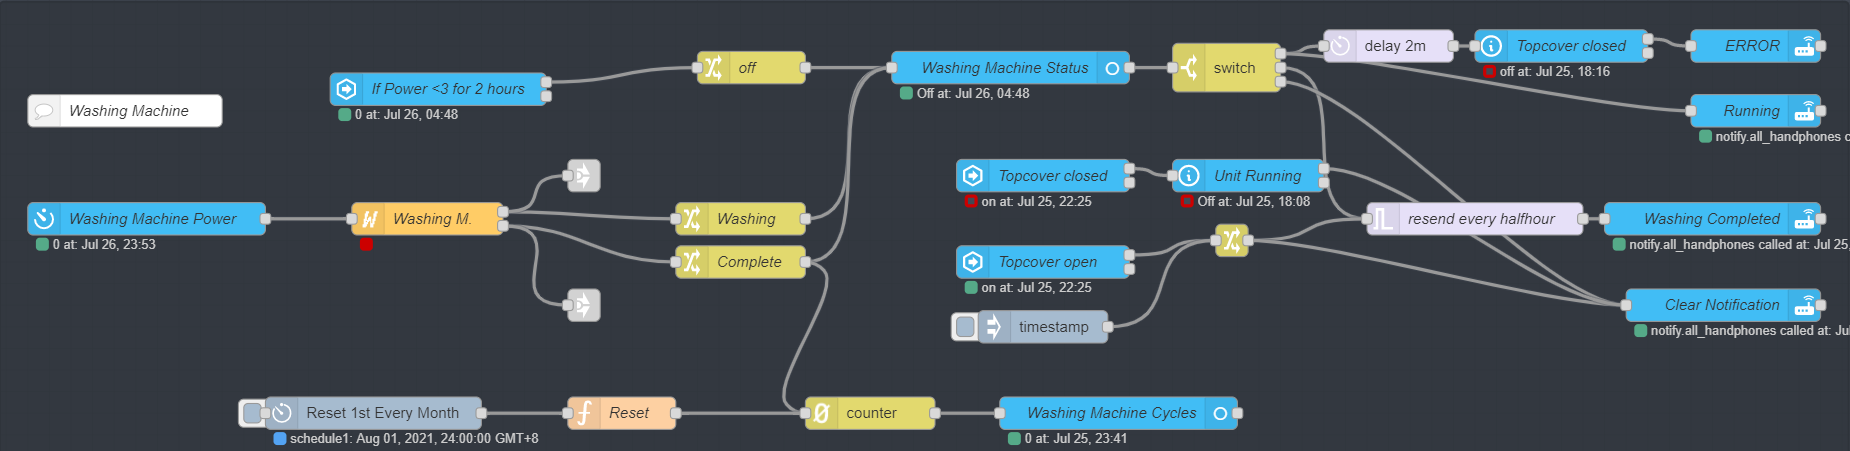 delay 2m
Topcover closed
off at: Jul 25, 18:16
ERROR
off
Washing Machine Status
Off at: Jul 26, 04:48
switch
If Power <3 for 2 hours
0 at: Jul 26, 04:48
Washing Machine
Running
notify.all_handphones c
Topcover closed
on at: Jul 25, 22:25
Unit Running
Off at: Jul 25, 18:08
Washing Machine Power
0 at: Jul 26, 23:53
Washing M.
Washing
resend every halfhour
Washing Completed
notify.all_handphones called at: Jul 25,
Complete
Topcover open
on at: Jul 25, 22:25
Clear Notification
notify.all_handphones called at: Jul
timestamp
Reset 1st Every Month
schedule1: Aug 01, 2021, 24:00:00 GMT+8
Reset
counter
Washing Machine Cycles
0 at: Jul 25, 23:41